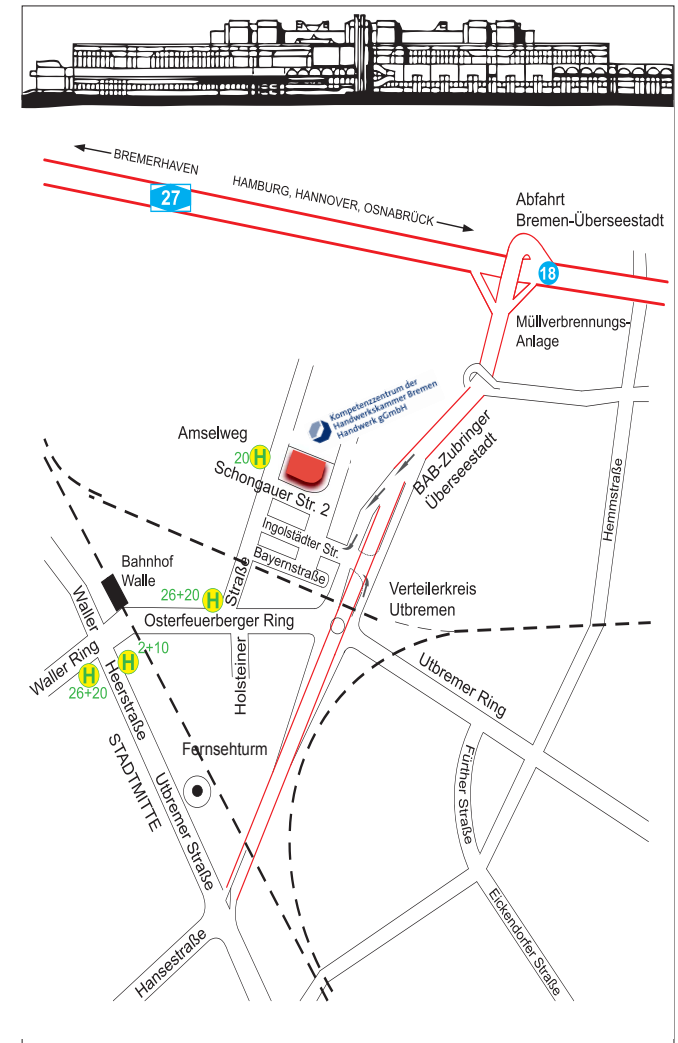 BREMERHAVEN
HAMBURG, HANNOVER, OSNABRÜCK
27
Abfahrt
Bremen-Überseestadt
18
Müllverbrennungs-
Anlage
Kompetenzzentrum der
Handwerkskammer Bremen
Handwerk gGmbH
Amselweg
20 H
Schongauer Str. 2
BAB-Zubringer
Überseestadt
Hemmstraße
Ingolstädter Str.
Bayernstraße
Bahnhof
Walle
26+20 H
Straße
Verteilerkreis
Utbremen
Waller
Osterfeuerberger Ring
Waller Ring
H 2+10
H
26+20
Heerstraße
Holsteiner
Utbremer Ring
STADTMITTE
Fernsehturm
Utbremer Straße
Fürther Straße
Eickendorfer Straße
Hansestraße